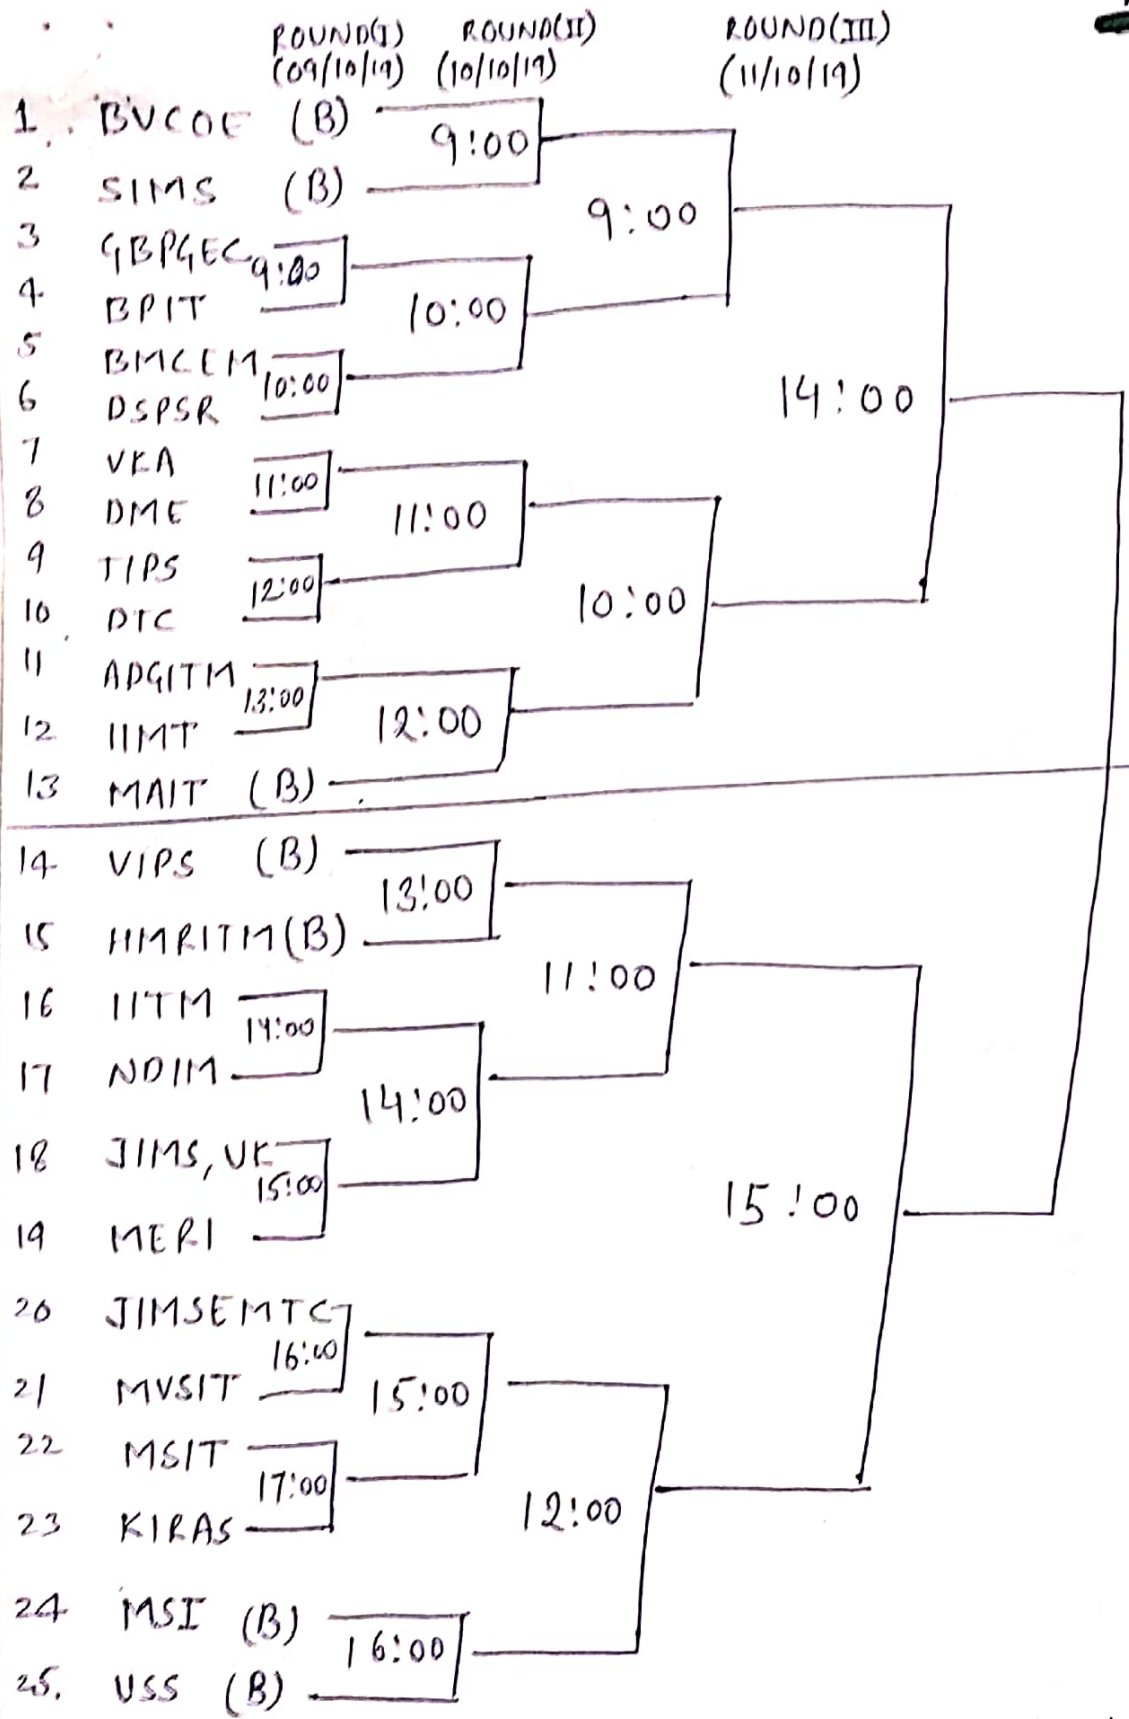 ROUND(I) ROUND(II) ROUND(III)
(09/10/19) (10/10/19) (11/10/19)
1. BVCOE (B)
9:00
2 SIMS (B)
9:00
3 GBPGEC
9:00
4. BPIT
10:00
5 BMCEM
10:00
6 DSPSR
14:00
7 VKA
11:00
8 DME
11:00
9 TIPS
12:00
10 DTC
10:00
11 ADGITM
13:00
12 IIMT
12:00
13 MAIT (B)
14 VIPS (B)
13:00
15 HMRITM (B)
11:00
16 IITM
14:00
17 NDIM
14:00
18 JIMS, VK
15:00
15:00
19 MERI
20 JIMSEMTC
16:00
21 MVSIT
15:00
22 MSIT
17:00
23 KIRAS
12:00
24 MSI (B)
16:00
25. USS (B)